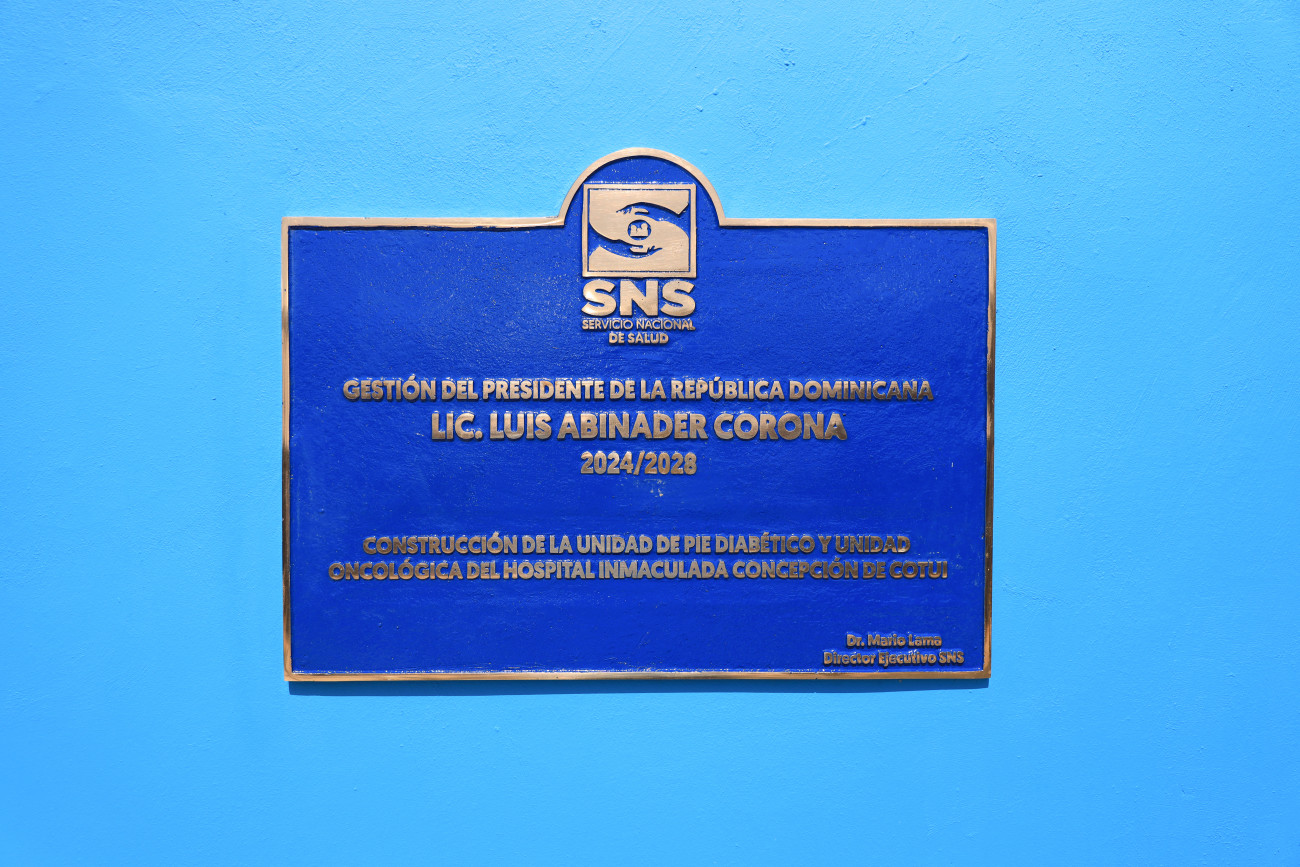 SNS
SERVICIO NACIONAL
DE SALUD
GESTIÓN DEL PRESIDENTE DE LA REPÚBLICA DOMINICANA
LIC. LUIS ABINADER CORONA
2024/2028
CONSTRUCCIÓN DE LA UNIDAD DE PIE DIABÉTICO Y UNIDAD
ONCOLÓGICA DEL HOSPITAL INMACULADA CONCEPCIÓN DE COTUI
Dr. Mario Lama
Director Ejecutivo SNS